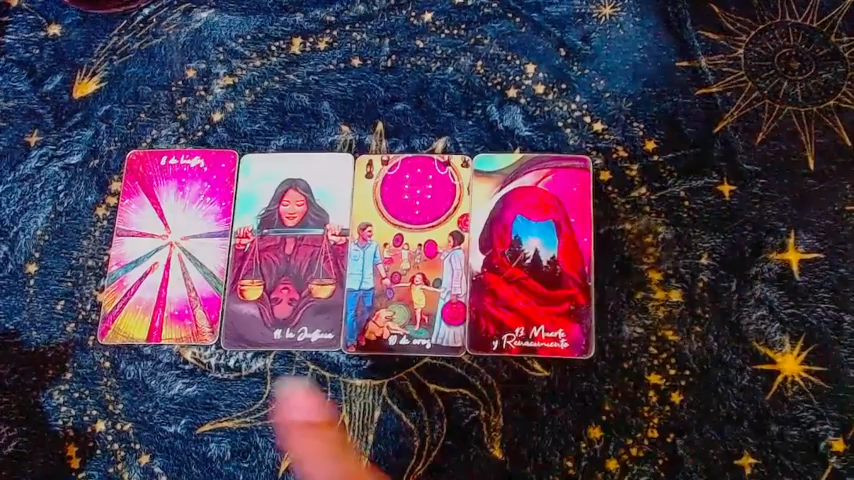 8 de bastos
11. la Justicia
10 de oros
13. Muerte
y Renacimiento